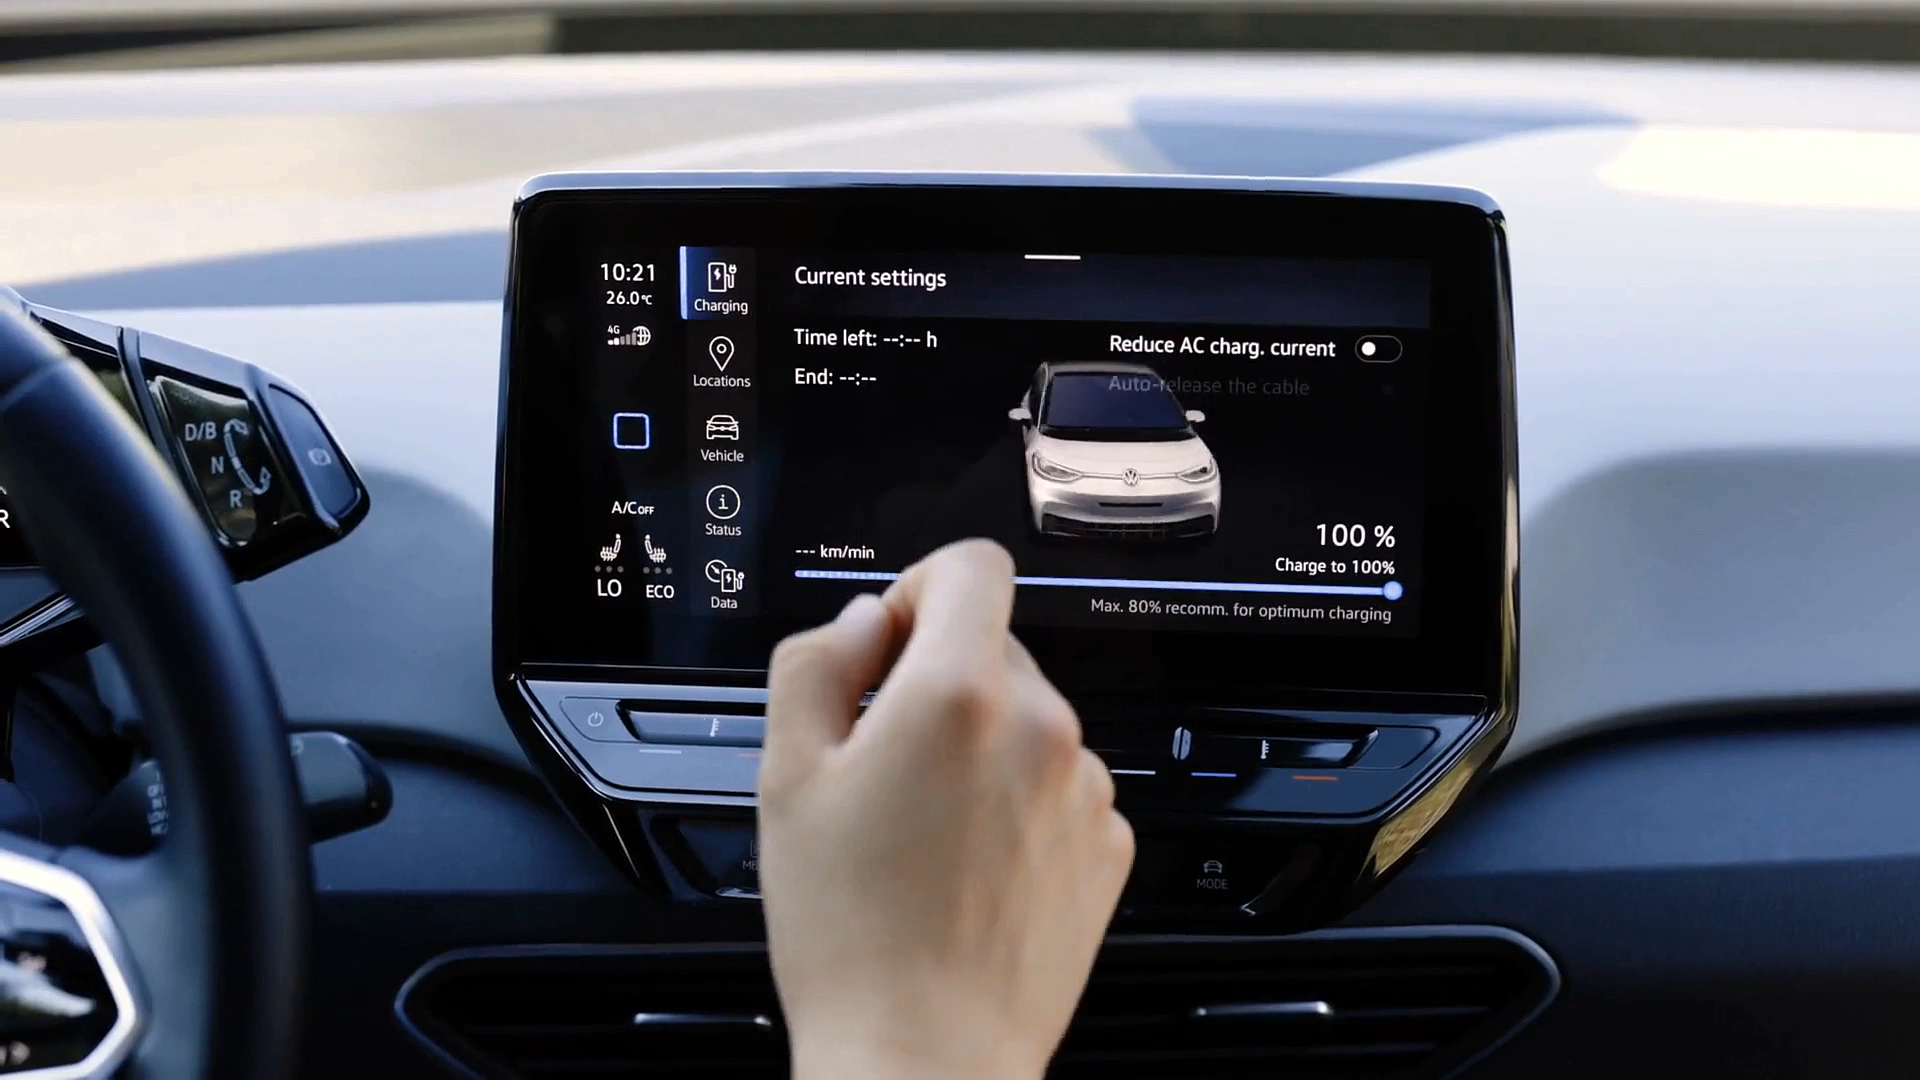 10:21
26.0°C
4G
A/C OFF
LO
ECO
Charging
Locations
Vehicle
Status
Data
Current settings
Time left: --:-- h
End: --:--
Reduce AC charg. current
Auto-release the cable
100 %
Charge to 100%
--- km/min
Max. 80% recomm. for optimum charging
D/B
N
R
R
MODE